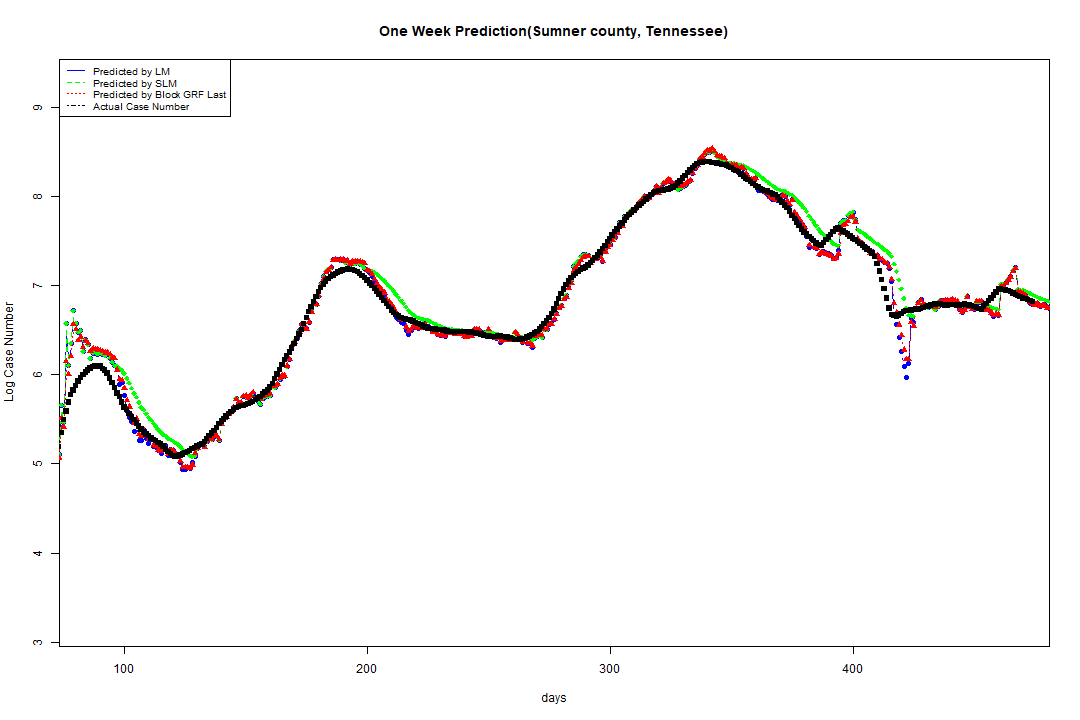 One Week Prediction(Sumner county, Tennessee)
Predicted by LM
Predicted by SLM
Predicted by Block GRF Last
Actual Case Number
9
8
7
6
5
4
3
Log Case Number
100 200 300 400
days